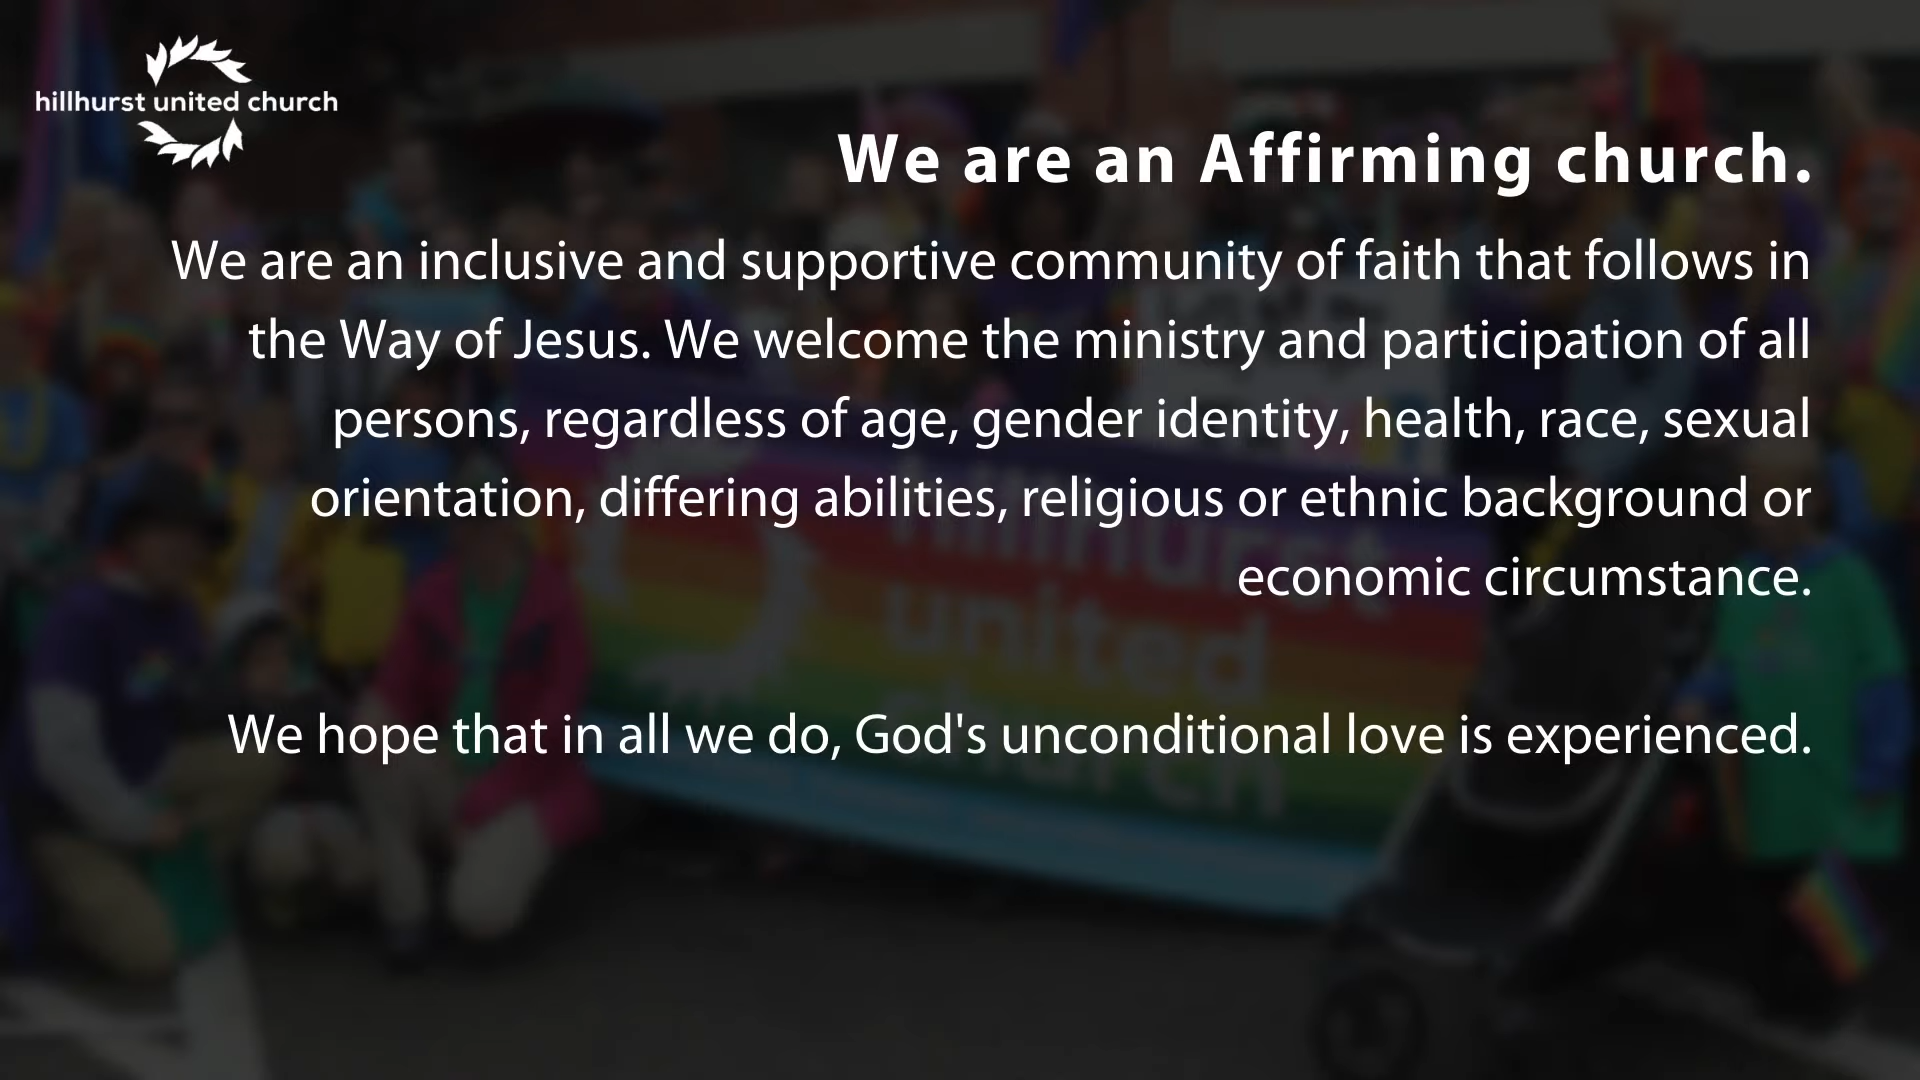 hillhurst united church
We are an Affirming church.
We are an inclusive and supportive community of faith that follows in
the Way of Jesus. We welcome the ministry and participation of all
persons, regardless of age, gender identity, health, race, sexual
orientation, differing abilities, religious or ethnic background or
economic circumstance.
We hope that in all we do, God's unconditional love is experienced.
hillhurst
united
church